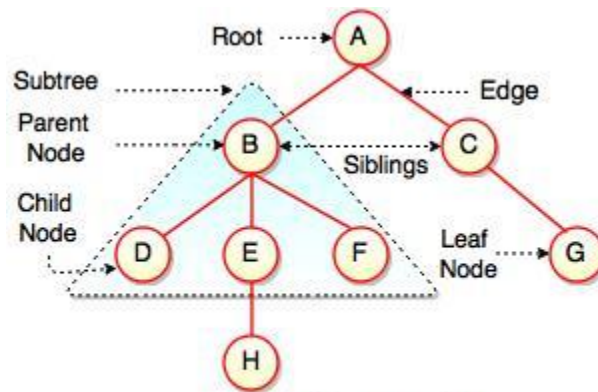 Root
A
Subtree
Edge
Parent
Node
B
Siblings
C
Child
Node
D
E
F
Leaf
Node
G
H